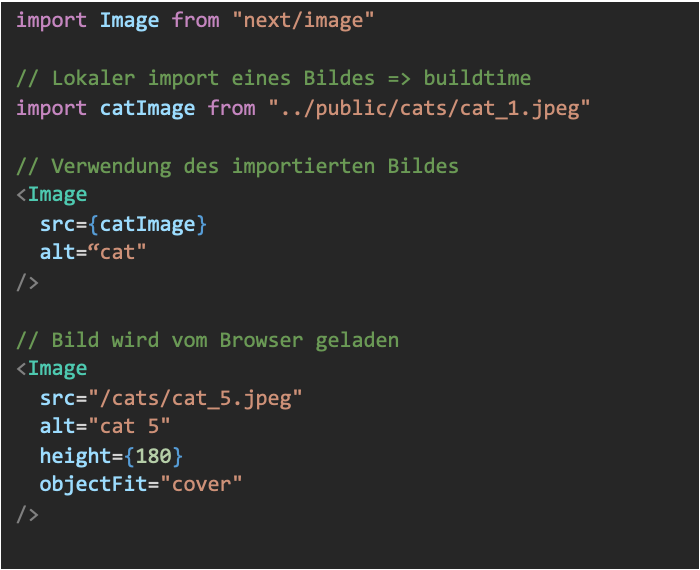 import Image from "next/image"
// Lokaler import eines Bildes => buildtime
import catImage from "../public/cats/cat_1.jpeg"
// Verwendung des importierten Bildes
<Image
src={catImage}
alt=“cat"
/>
// Bild wird vom Browser geladen
<Image
src="/cats/cat_5.jpeg"
alt="cat 5"
height={180}
objectFit="cover"
/>